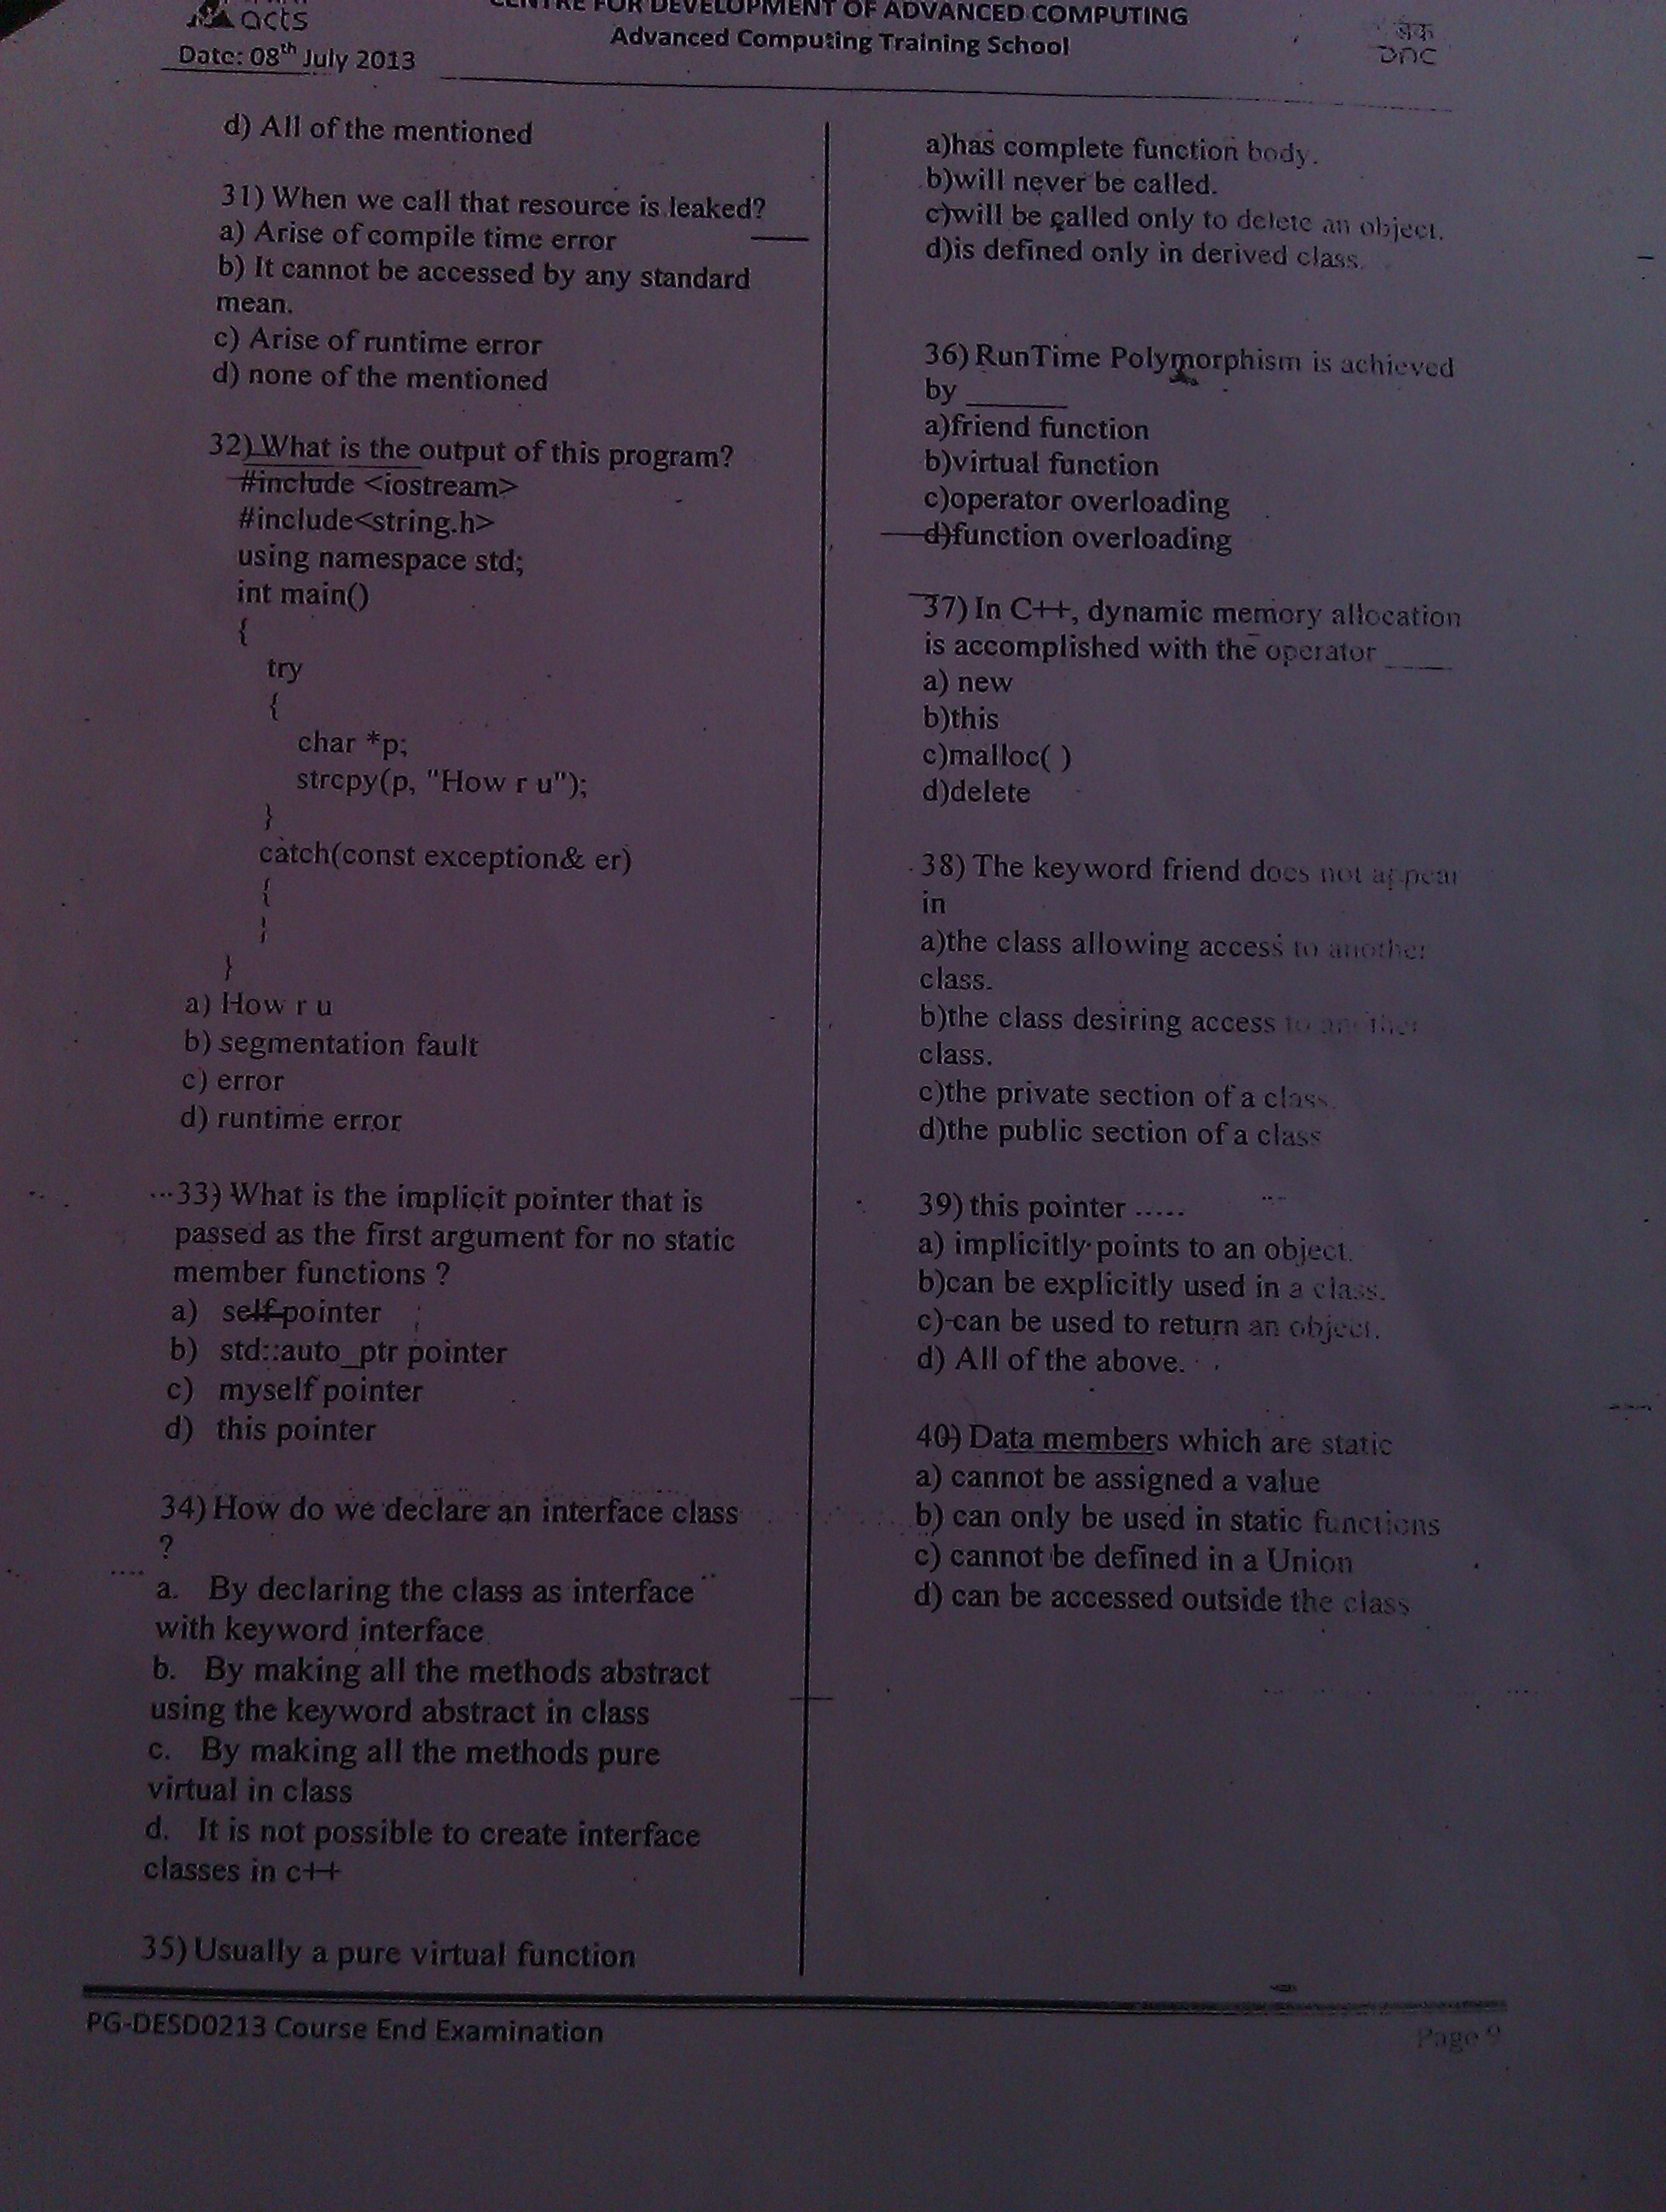 acts
CENTRE FOR DEVELOPMENT OF ADVANCED COMPUTING
Advanced Computing Training School
Date: 08th July 2013
d) All of the mentioned
31) When we call that resource is leaked?
a) Arise of compile time error
b) It cannot be accessed by any standard
mean.
c) Arise of runtime error
d) none of the mentioned
32) What is the output of this program?
#include <iostream>
#include<string.h>
using namespace std;
int main()
{
try
{
char *p;
strcpy(p, "How r u");
}
catch(const exception& er)
{
}
}
a) How r u
b) segmentation fault
c) error
d) runtime error
33) What is the implicit pointer that is
passed as the first argument for no static
member functions ?
a) self pointer
b) std::auto_ptr pointer
c) myself pointer
d) this pointer
34) How do we declare an interface class
?
a. By declaring the class as interface
with keyword interface
b. By making all the methods abstract
using the keyword abstract in class
c. By making all the methods pure
virtual in class
d. It is not possible to create interface
classes in c++
35) Usually a pure virtual function
a)has complete function body.
b)will never be called.
c)will be called only to delete an object.
d)is defined only in derived class.
36) RunTime Polymorphism is achieved
by ______
a)friend function
b)virtual function
c)operator overloading
d)function overloading
37) In C++, dynamic memory allocation
is accomplished with the operator ____
a) new
b)this
c)malloc( )
d)delete
38) The keyword friend does not appear
in
a)the class allowing access to another
class.
b)the class desiring access to another
class.
c)the private section of a class.
d)the public section of a class
39) this pointer .....
a) implicitly points to an object.
b)can be explicitly used in a class.
c) can be used to return an object.
d) All of the above.
40) Data members which are static
a) cannot be assigned a value
b) can only be used in static functions
c) cannot be defined in a Union
d) can be accessed outside the class
PG-DESD0213 Course End Examination
Page 9